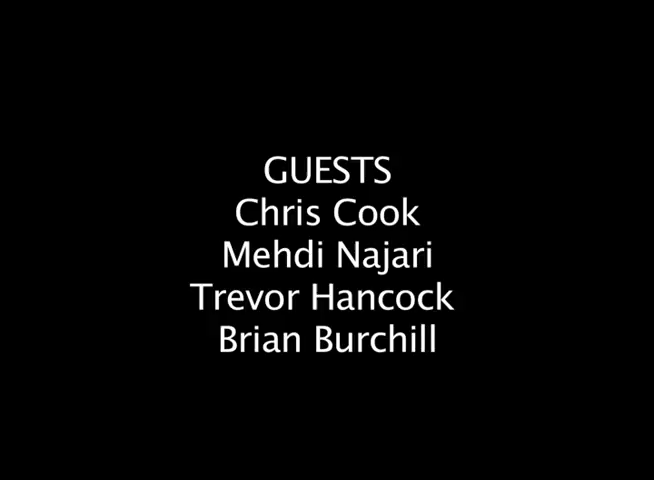 GUESTS
Chris Cook
Mehdi Najari
Trevor Hancock
Brian Burchill